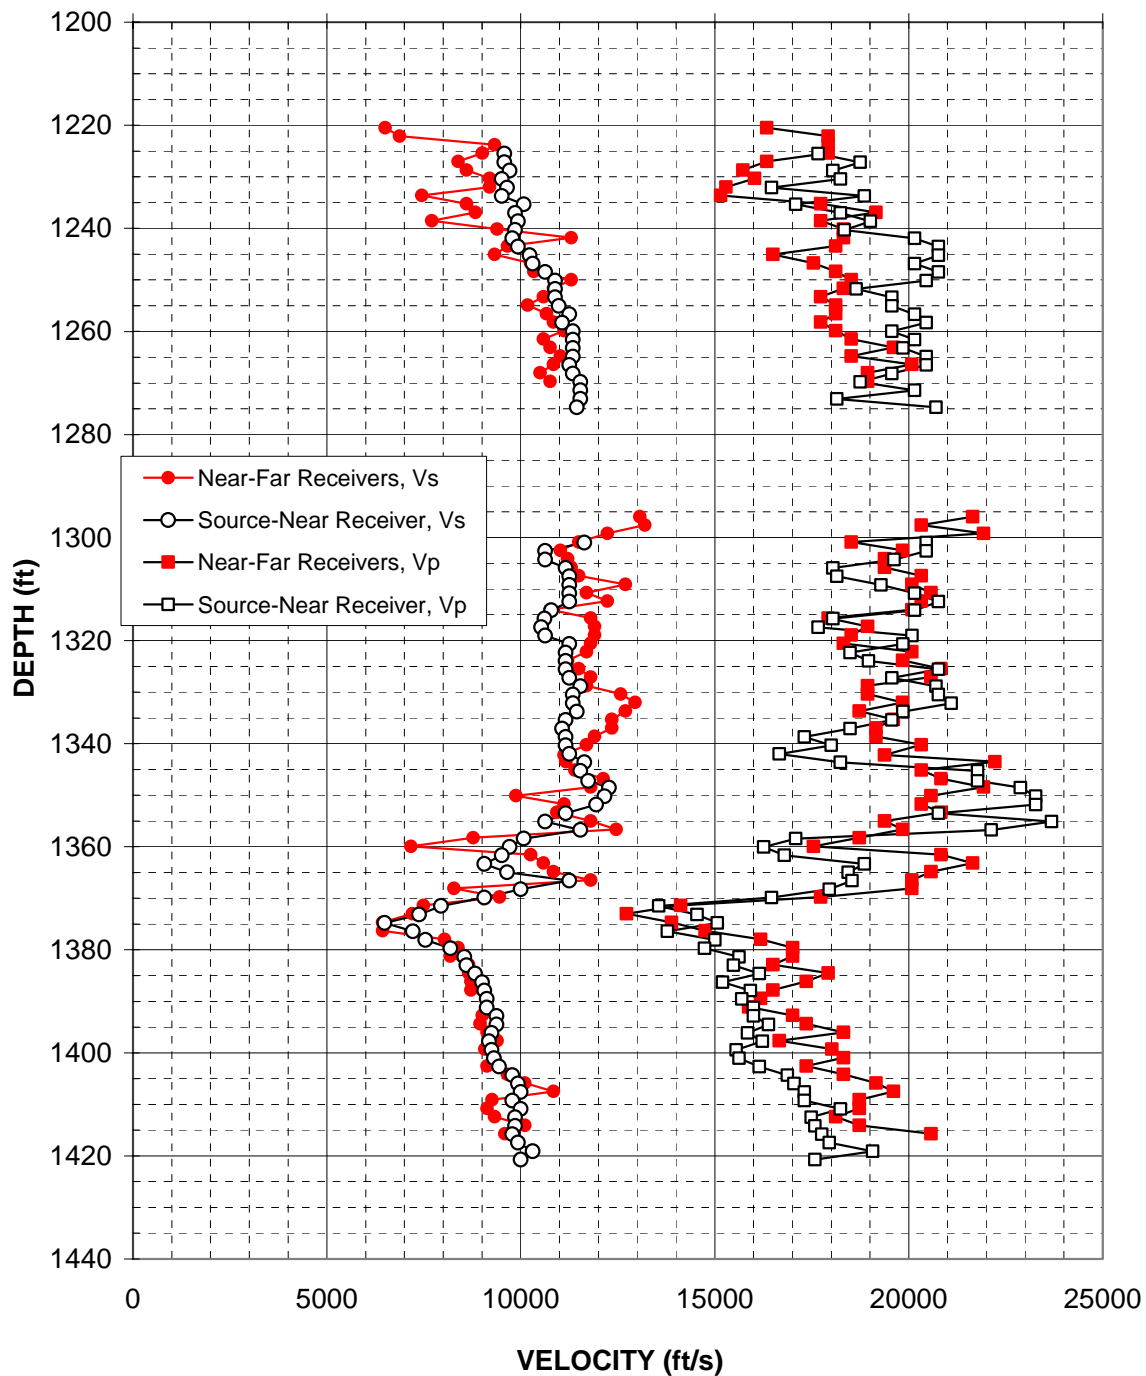 1200
1220
1240
1260
1280
1300
1320
1340
1360
1380
1400
1420
1440
DEPTH (ft)
Near-Far Receivers, Vs
Source-Near Receiver, Vs
Near-Far Receivers, Vp
Source-Near Receiver, Vp
0 5000 10000 15000 20000 25000
VELOCITY (ft/s)